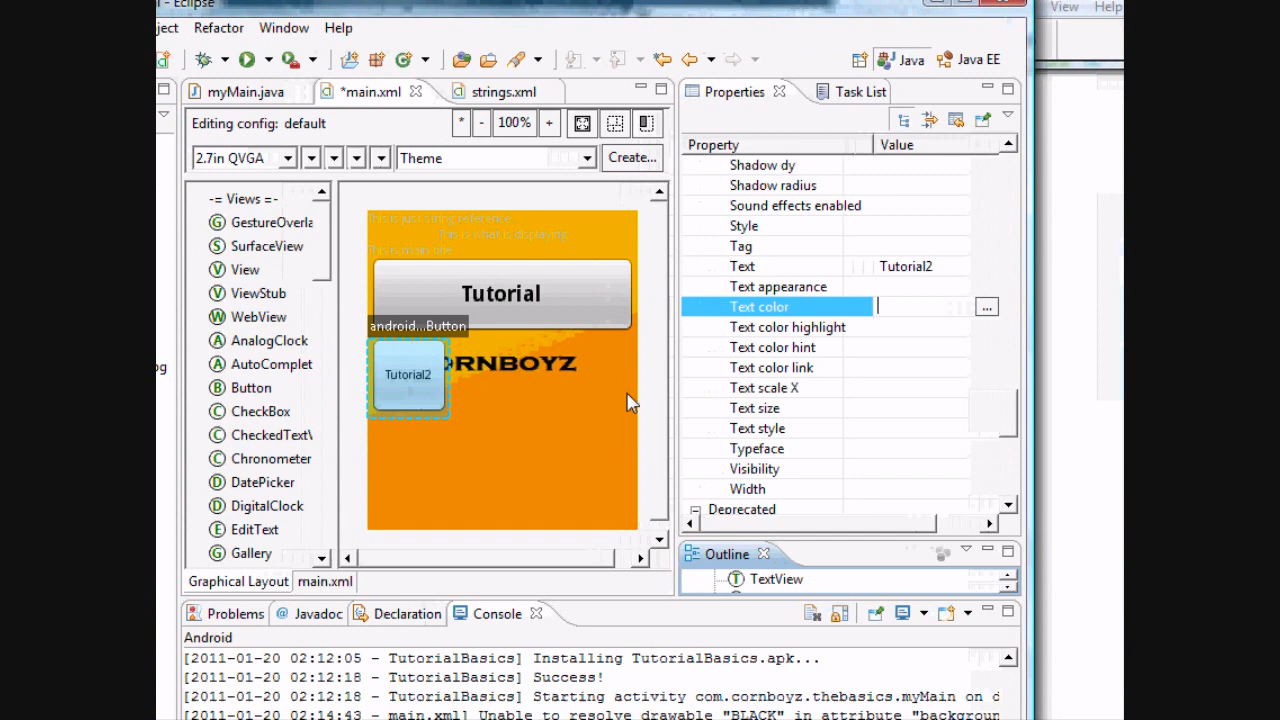 - Eclipse
ject Refactor Window Help
View Help
Java Java EE
myMain.java *main.xml strings.xml
Properties Task List
Editing config: default
* - 100% +
2.7in QVGA Theme Create...
Property Value
-= Views =-
GestureOverla
SurfaceView
View
ViewStub
WebView
AnalogClock
AutoComplet
Button
CheckBox
CheckedTextV
Chronometer
DatePicker
DigitalClock
EditText
Gallery
This is just string reference
This is what is displaying
This is main title
Tutorial
android...Button
Tutorial2
ORNBOYZ
Shadow dy
Shadow radius
Sound effects enabled
Style
Tag
Text Tutorial2
Text appearance
Text color ...
Text color highlight
Text color hint
Text color link
Text scale X
Text size
Text style
Typeface
Visibility
Width
Deprecated
Outline
TextView
Graphical Layout main.xml
Problems @ Javadoc Declaration Console
Android
[2011-01-20 02:12:05 - TutorialBasics] Installing TutorialBasics.apk...
[2011-01-20 02:12:18 - TutorialBasics] Success!
[2011-01-20 02:12:18 - TutorialBasics] Starting activity com.cornboyz.thebasics.myMain on d
[2011-01-20 02:14:43 - main.xml] Unable to resolve drawable "BLACK" in attribute "backgroun